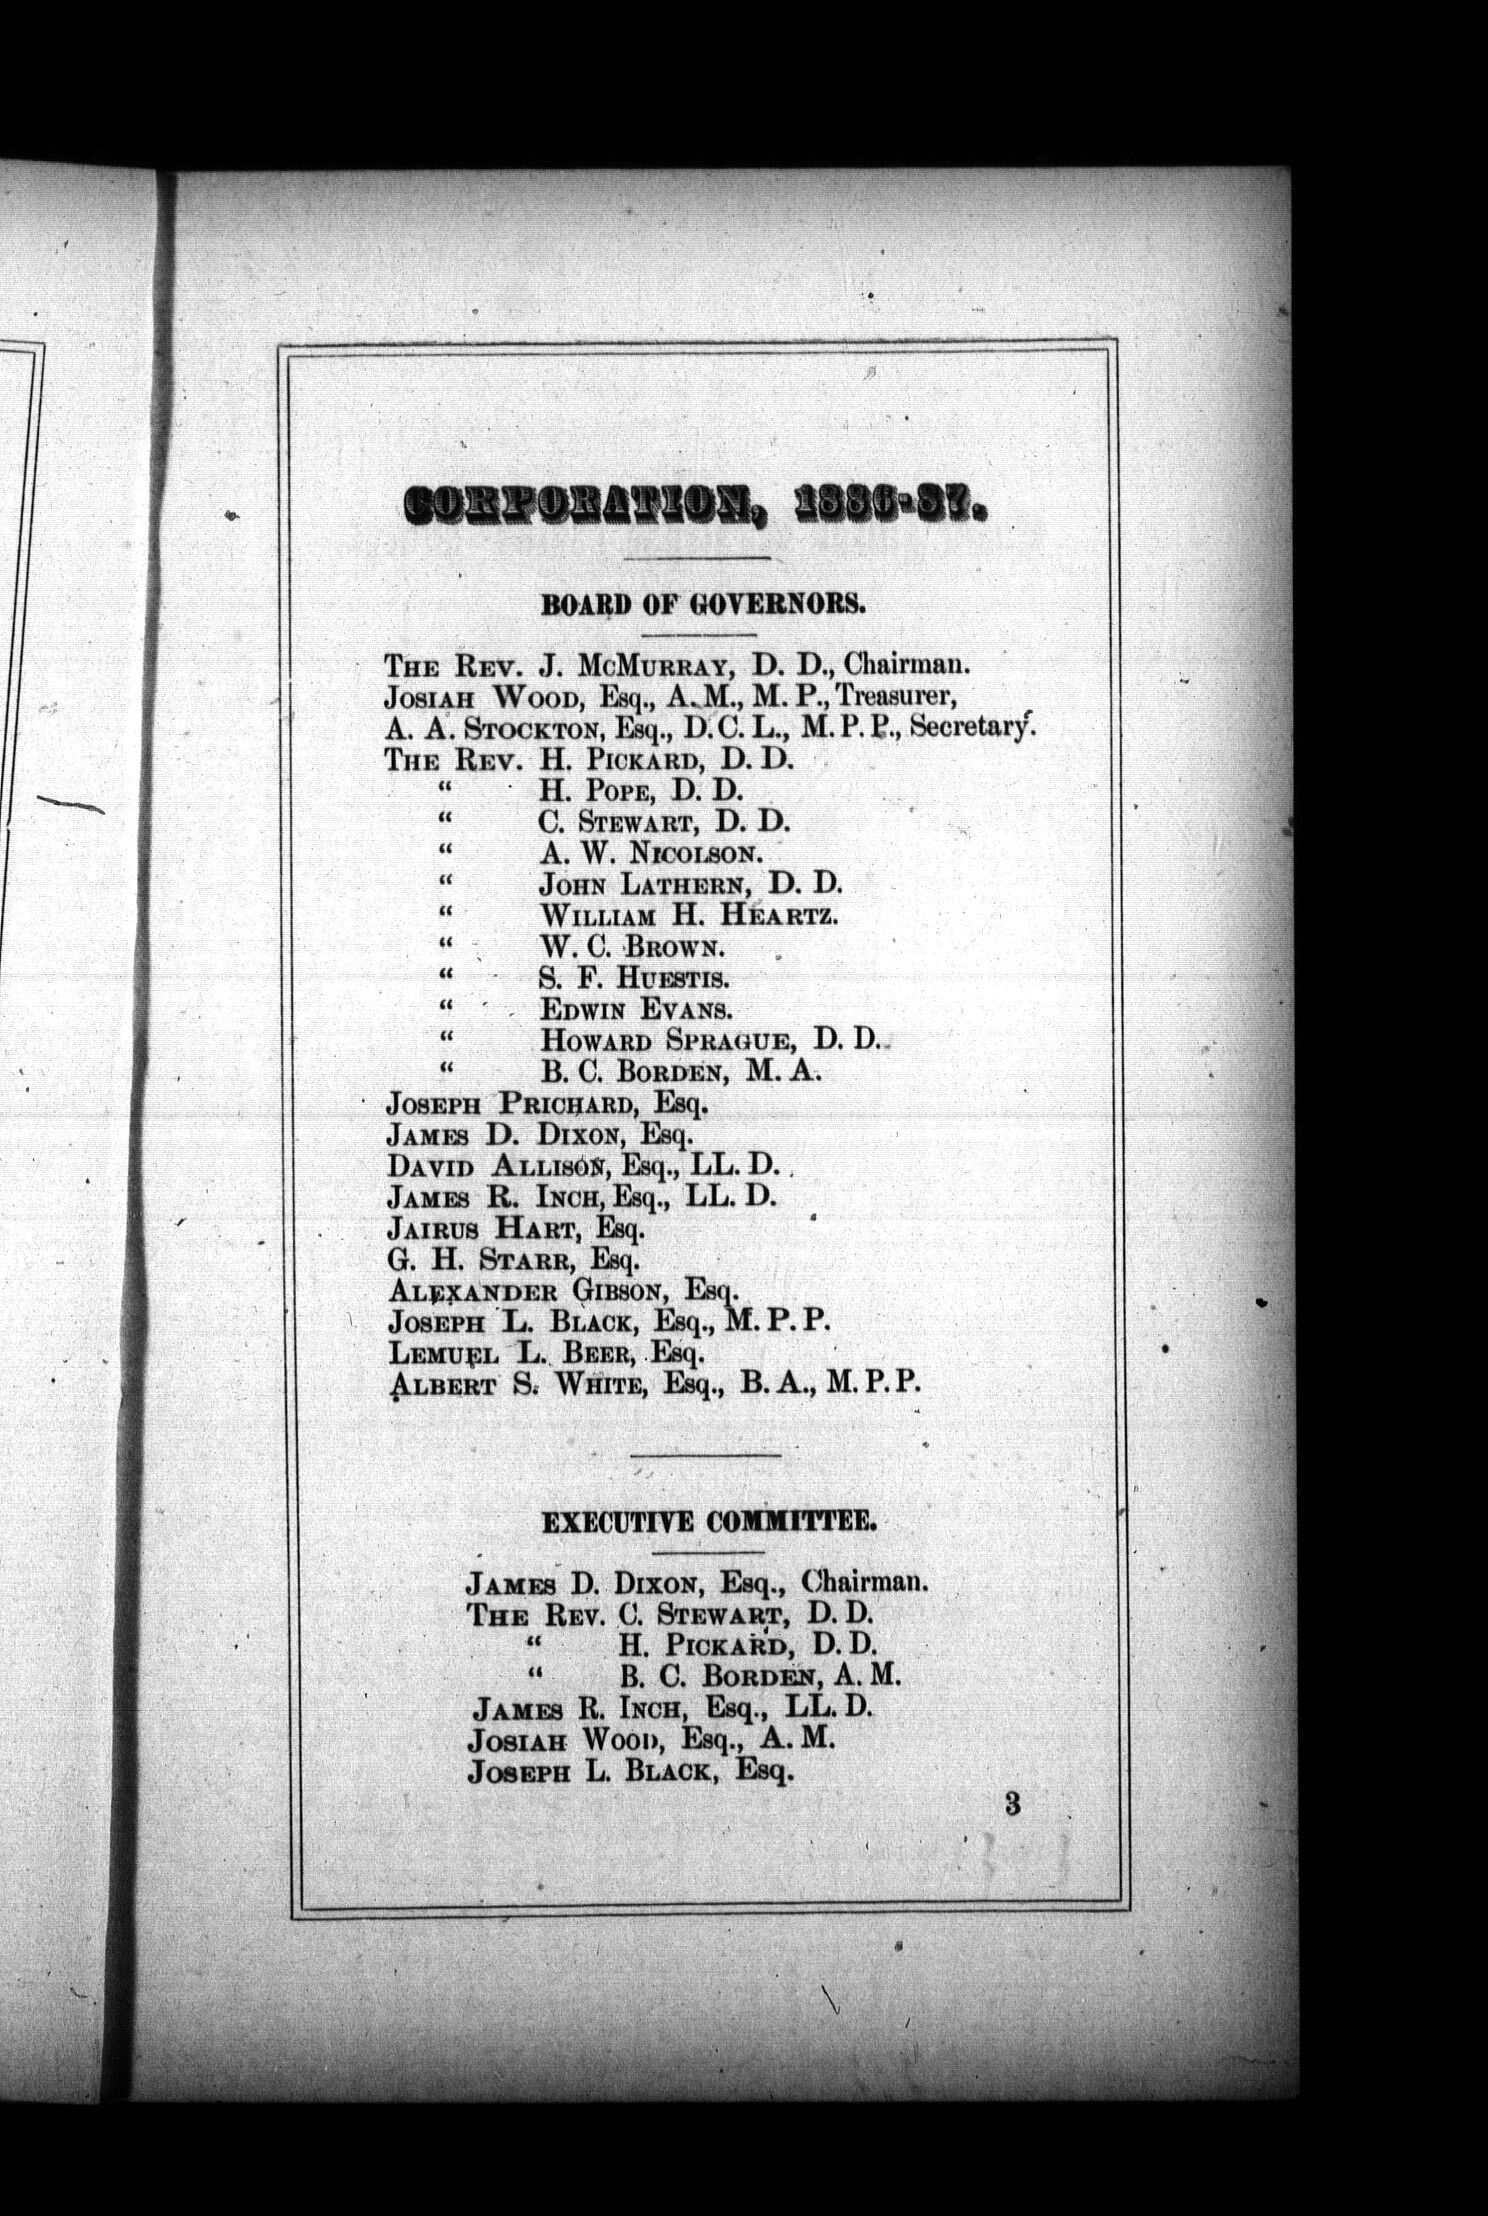 CORPORATION, 1886-87.
BOARD OF GOVERNORS.
THE REV. J. MCMURRAY, D. D., Chairman.
JOSIAH WOOD, Esq., A. M., M. P., Treasurer,
A. A. STOCKTON, Esq., D. C. L., M. P. P., Secretary.
THE REV. H. PICKARD, D. D.
“ H. POPE, D. D.
“ C. STEWART, D. D.
“ A. W. NICOLSON.
“ JOHN LATHERN, D. D.
“ WILLIAM H. HEARTZ.
“ W. C. BROWN.
“ S. F. HUESTIS.
“ EDWIN EVANS.
“ HOWARD SPRAGUE, D. D.
“ B. C. BORDEN, M. A.
JOSEPH PRICHARD, Esq.
JAMES D. DIXON, Esq.
DAVID ALLISON, Esq., LL. D.
JAMES R. INCH, Esq., LL. D.
JAIRUS HART, Esq.
G. H. STARR, Esq.
ALEXANDER GIBSON, Esq.
JOSEPH L. BLACK, Esq., M. P. P.
LEMUEL L. BEER, Esq.
ALBERT S. WHITE, Esq., B. A., M. P. P.
EXECUTIVE COMMITTEE.
JAMES D. DIXON, Esq., Chairman.
THE REV. C. STEWART, D. D.
“ H. PICKARD, D. D.
“ B. C. BORDEN, A. M.
JAMES R. INCH, Esq., LL. D.
JOSIAH WOOD, Esq., A. M.
JOSEPH L. BLACK, Esq.
3